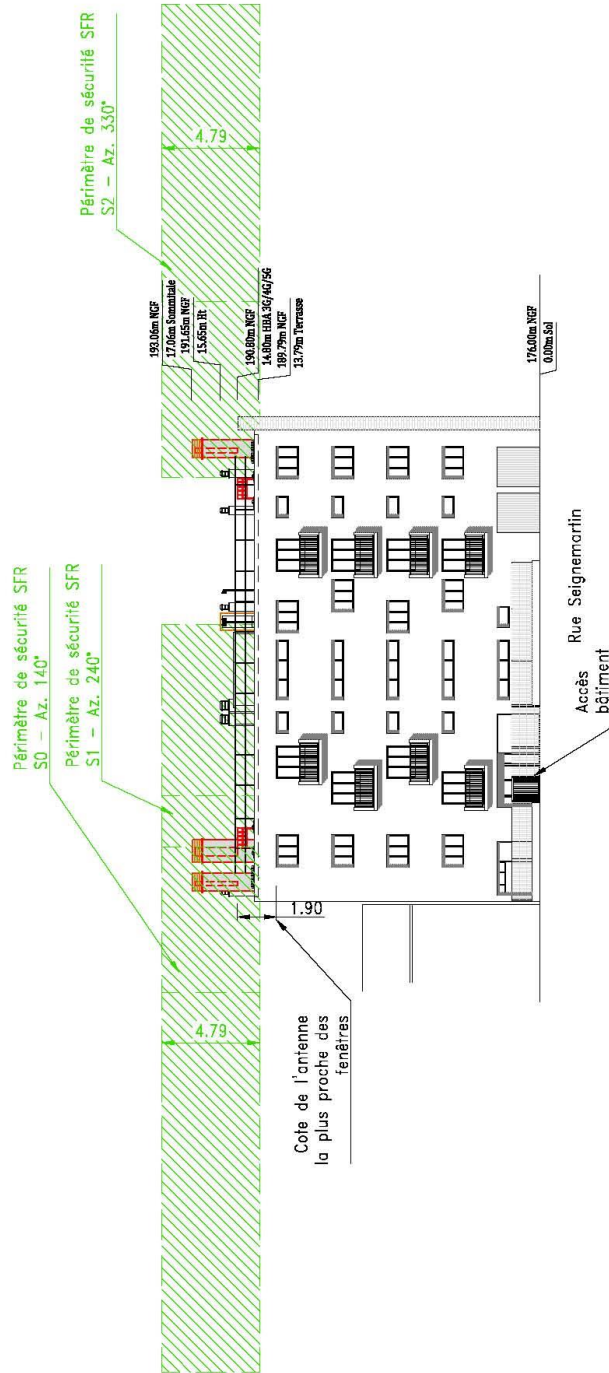 Périmètre de sécurité SFR
S0 - Az. 140°
Périmètre de sécurité SFR
S1 - Az. 240°
Périmètre de sécurité SFR
S2 - Az. 330°
4.79
4.79
193.06m NGF
17.06m Sommitale
191.65m NGF
15.65m Ht
190.80m NGF
14.80m HBA 3G/4G/5G
189.79m NGF
13.79m Terrasse
1.90
Cote de l'antenne
la plus proche des
fenêtres
176.00m NGF
0.00m Sol
Accès
bâtiment
Rue Seignemartin